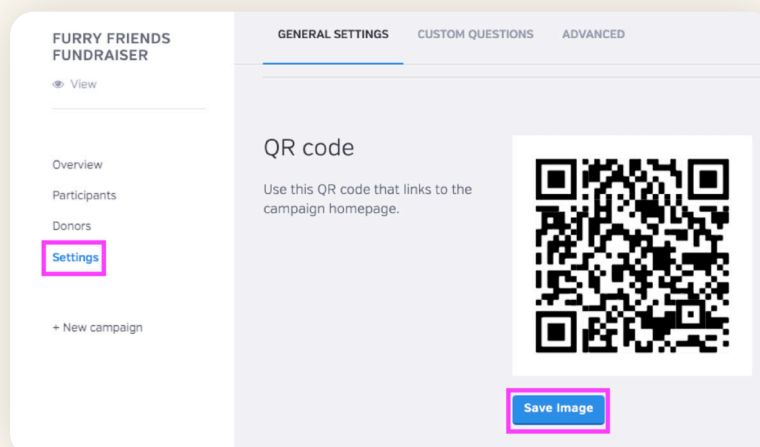 FURRY FRIENDS
FUNDRAISER
View
Overview
Participants
Donors
Settings
+ New campaign
GENERAL SETTINGS
CUSTOM QUESTIONS
ADVANCED
QR code
Use this QR code that links to the
campaign homepage.
Save Image